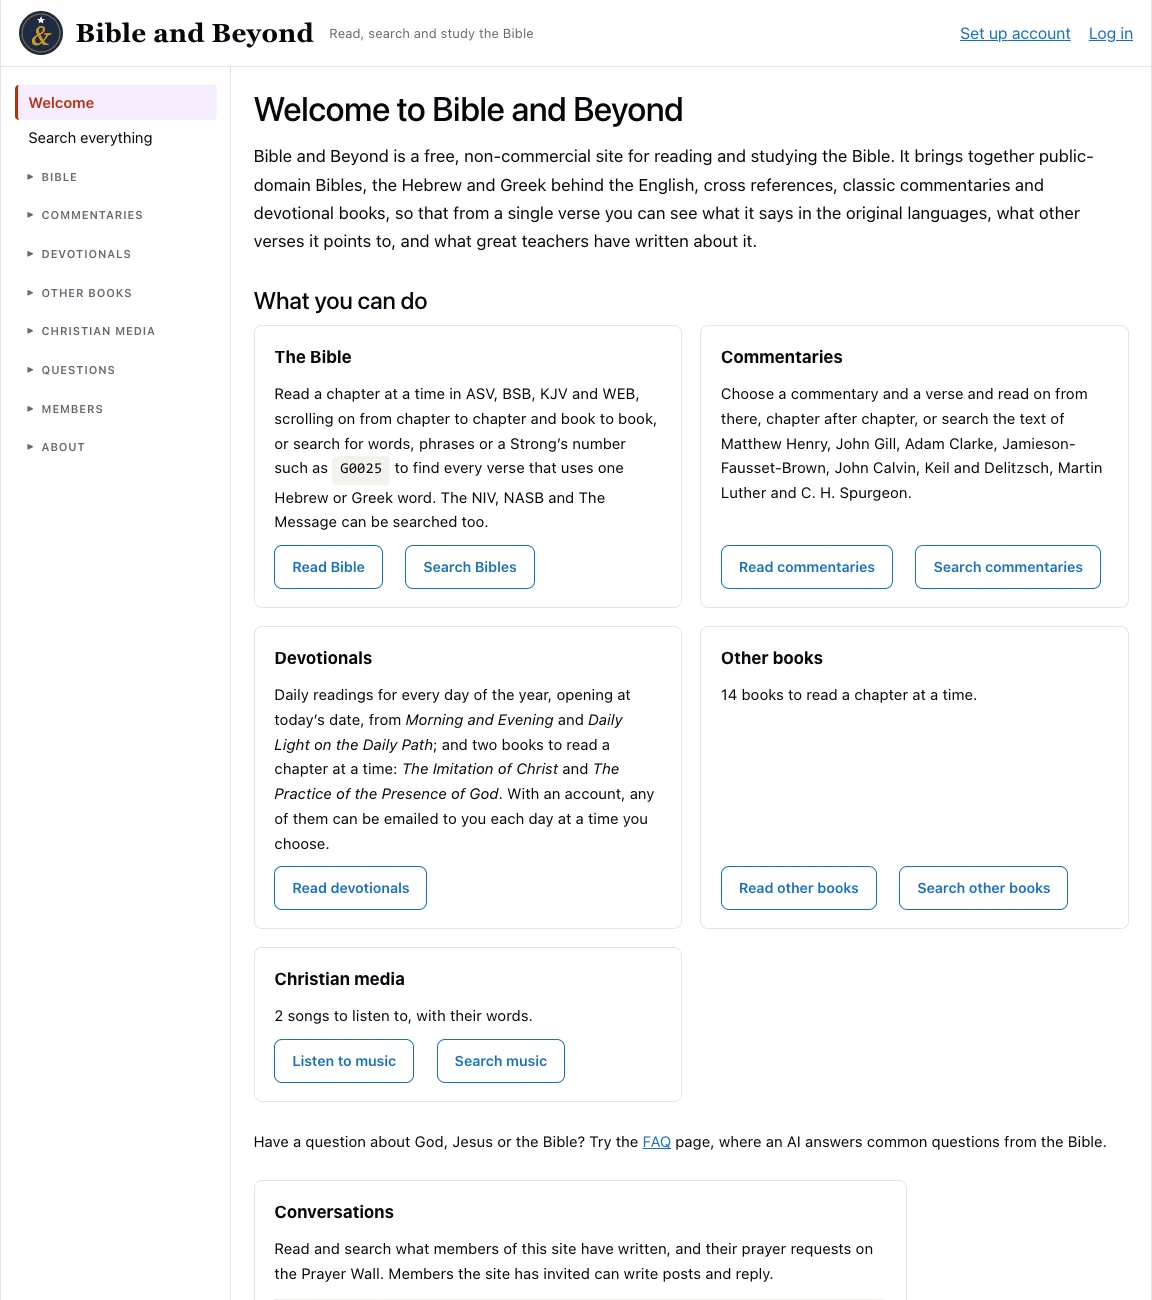 Bible and Beyond
Read, search and study the Bible
Set up account
Log in
Welcome
Search everything
BIBLE
COMMENTARIES
DEVOTIONALS
OTHER BOOKS
CHRISTIAN MEDIA
QUESTIONS
MEMBERS
ABOUT
Welcome to Bible and Beyond
Bible and Beyond is a free, non-commercial site for reading and studying the Bible. It brings together public-
domain Bibles, the Hebrew and Greek behind the English, cross references, classic commentaries and
devotional books, so that from a single verse you can see what it says in the original languages, what other
verses it points to, and what great teachers have written about it.
What you can do
The Bible
Read a chapter at a time in ASV, BSB, KJV and WEB,
scrolling on from chapter to chapter and book to book,
or search for words, phrases or a Strong's number
such as G0025 to find every verse that uses one
Hebrew or Greek word. The NIV, NASB and The
Message can be searched too.
Read Bible
Search Bibles
Commentaries
Choose a commentary and a verse and read on from
there, chapter after chapter, or search the text of
Matthew Henry, John Gill, Adam Clarke, Jamieson-
Fausset-Brown, John Calvin, Keil and Delitzsch, Martin
Luther and C. H. Spurgeon.
Read commentaries
Search commentaries
Devotionals
Daily readings for every day of the year, opening at
today's date, from Morning and Evening and Daily
Light on the Daily Path; and two books to read a
chapter at a time: The Imitation of Christ and The
Practice of the Presence of God. With an account, any
of them can be emailed to you each day at a time you
choose.
Read devotionals
Other books
14 books to read a chapter at a time.
Read other books
Search other books
Christian media
2 songs to listen to, with their words.
Listen to music
Search music
Have a question about God, Jesus or the Bible? Try the FAQ page, where an AI answers common questions from the Bible.
Conversations
Read and search what members of this site have written, and their prayer requests on
the Prayer Wall. Members the site has invited can write posts and reply.